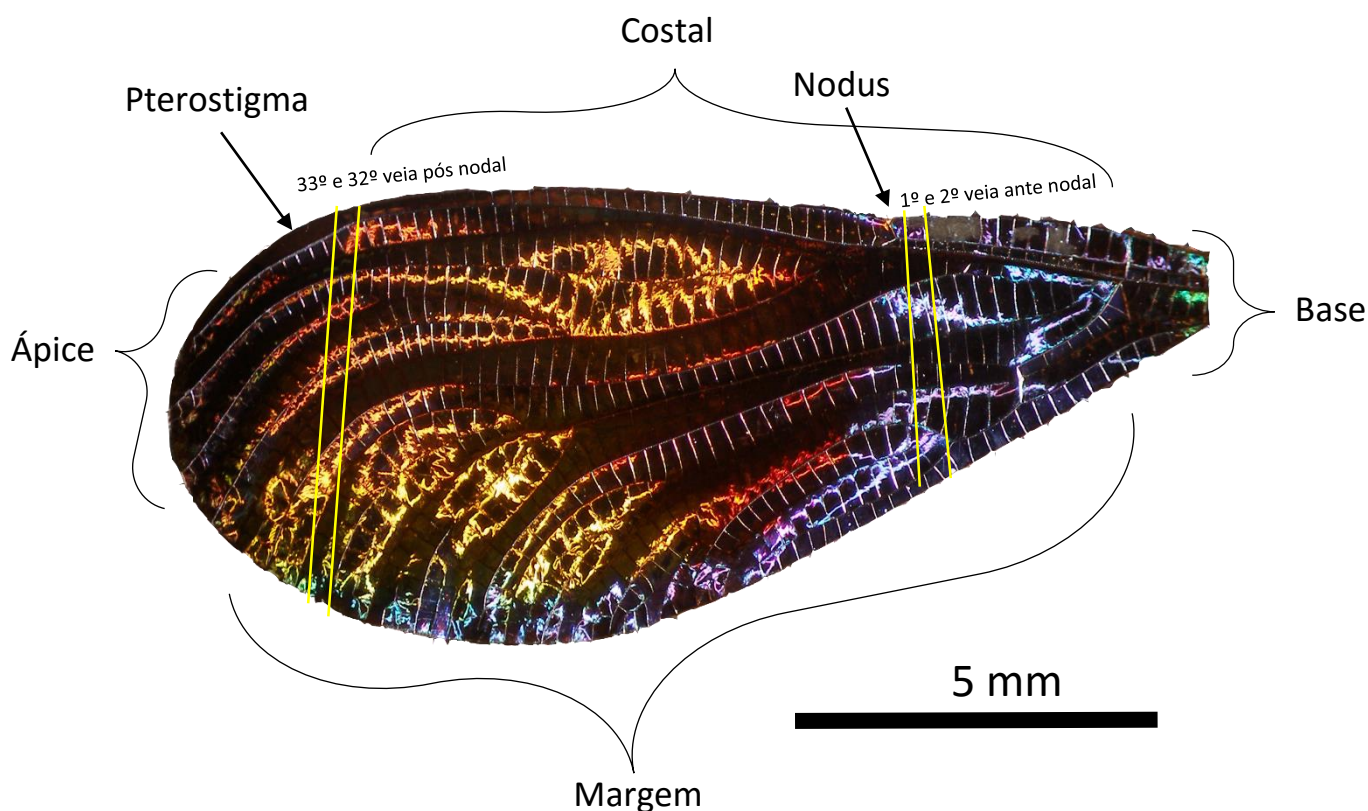 Costal
Pterostigma
Nodus
33º e 32º veia pós nodal
1º e 2º veia ante nodal
Ápice
Base
5 mm
Margem